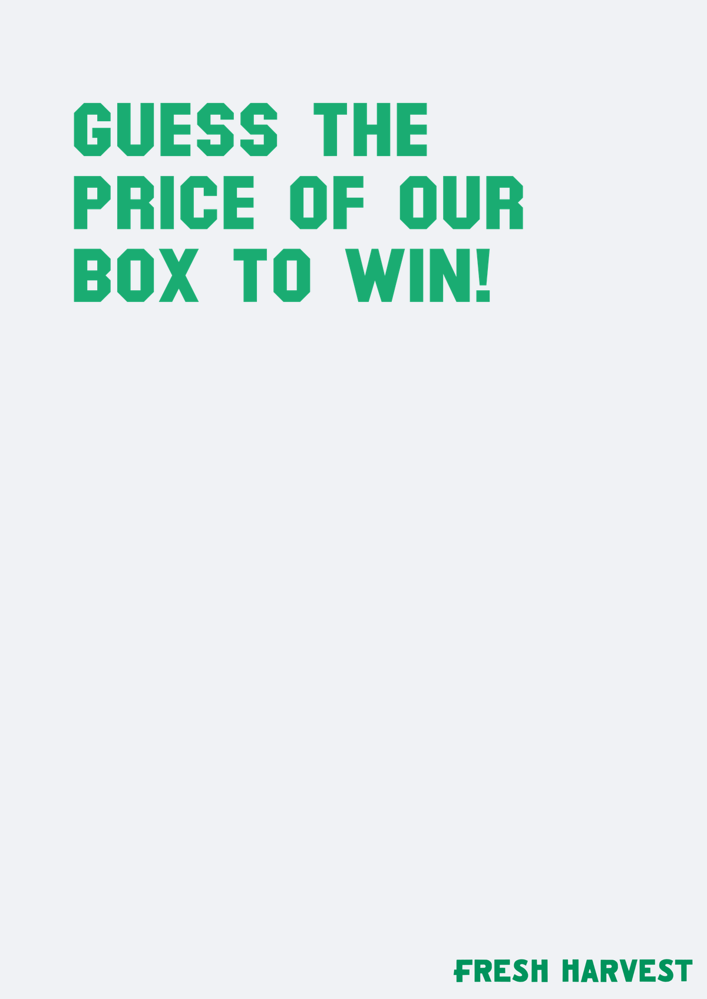 GUESS THE
PRICE OF OUR
BOX TO WIN!
FRESH HARVEST